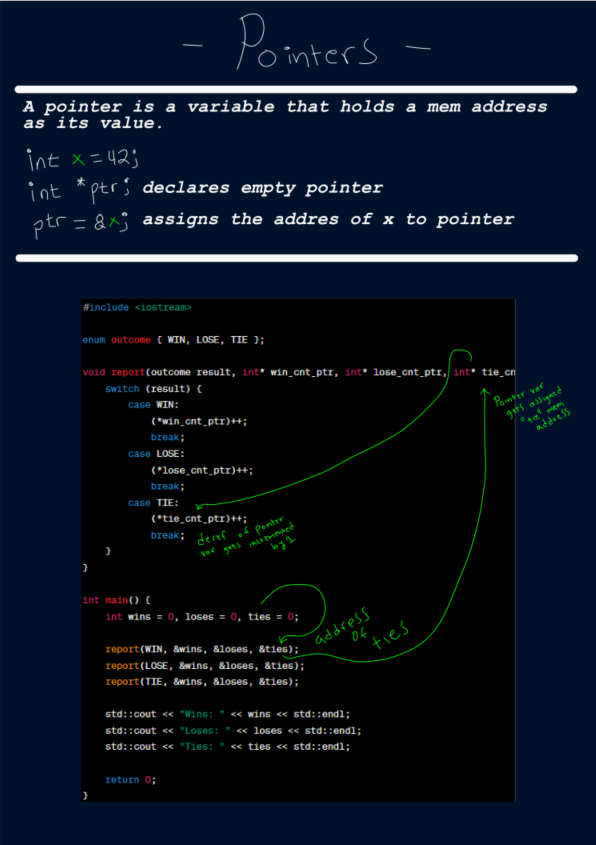 - Pointers -
A pointer is a variable that holds a mem address
as its value.
int x = 42;
int *ptr; declares empty pointer
ptr = &x; assigns the addres of x to pointer
#include <iostream>
enum outcome { WIN, LOSE, TIE };
void report(outcome result, int* win_cnt_ptr, int* lose_cnt_ptr, int* tie_cn
switch (result) {
case WIN:
(*win_cnt_ptr)++;
break;
case LOSE:
(*lose_cnt_ptr)++;
break;
case TIE:
(*tie_cnt_ptr)++;
break;
}
}
Pointer var
gets assigned
"tie" mem
address
deref of pointer
var gets incremented
by 1
int main() {
int wins = 0, loses = 0, ties = 0;
address
of
ties
report(WIN, &wins, &loses, &ties);
report(LOSE, &wins, &loses, &ties);
report(TIE, &wins, &loses, &ties);
std::cout << "Wins: " << wins << std::endl;
std::cout << "Loses: " << loses << std::endl;
std::cout << "Ties: " << ties << std::endl;
return 0;
}